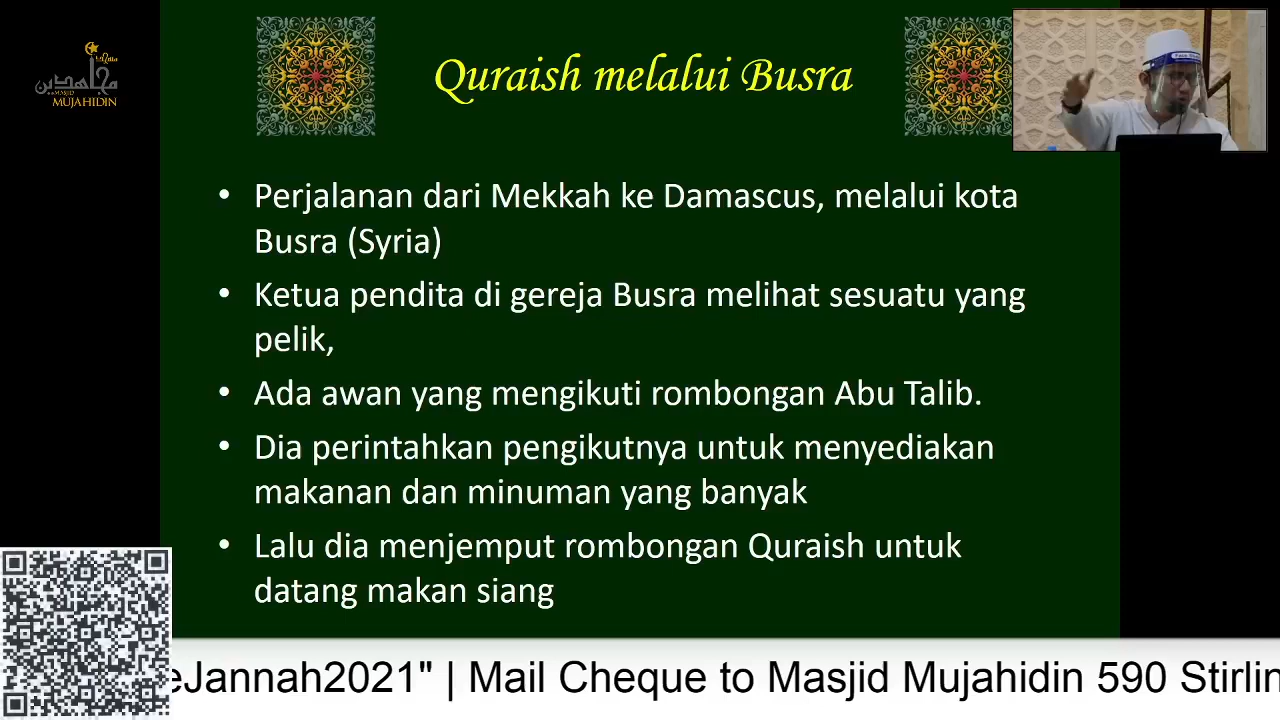 مجاهدين
MASJID
MUJAHIDIN
Quraish melalui Busra
• Perjalanan dari Mekkah ke Damascus, melalui kota
Busra (Syria)
• Ketua pendita di gereja Busra melihat sesuatu yang
pelik,
• Ada awan yang mengikuti rombongan Abu Talib.
• Dia perintahkan pengikutnya untuk menyediakan
makanan dan minuman yang banyak
• Lalu dia menjemput rombongan Quraish untuk
datang makan siang
eJannah2021" | Mail Cheque to Masjid Mujahidin 590 Stirlin